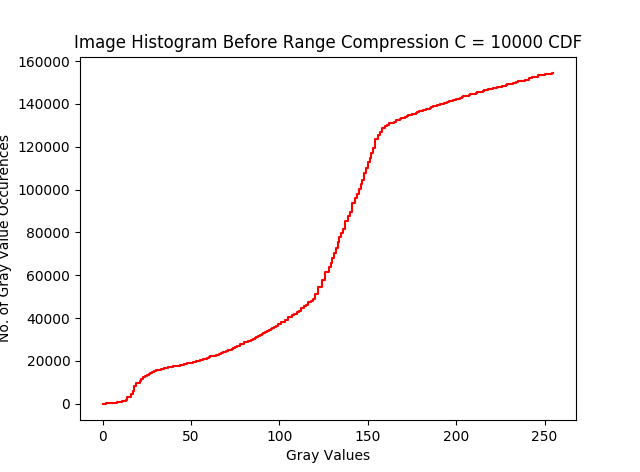 Image Histogram Before Range Compression C = 10000 CDF
160000
140000
120000
100000
80000
60000
40000
20000
0
No. of Gray Value Occurences
0 50 100 150 200 250
Gray Values